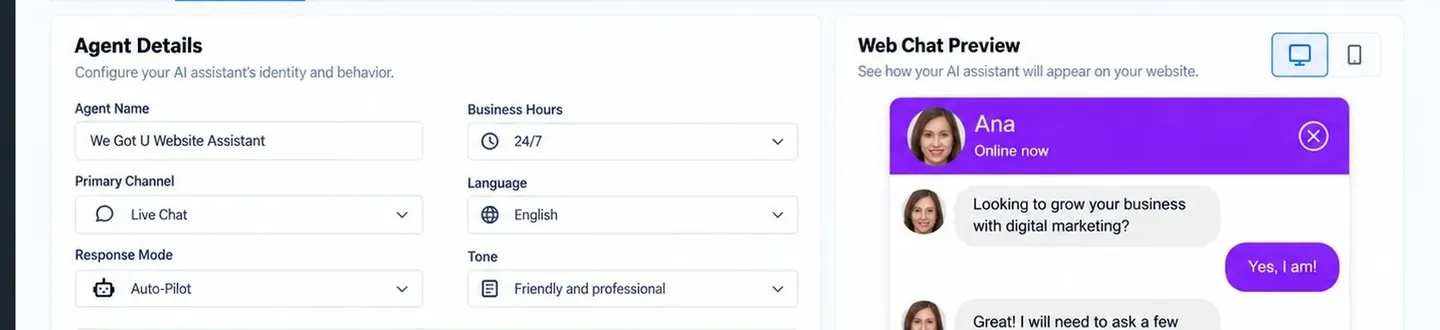 Agent Details
Configure your AI assistant's identity and behavior.
Agent Name
We Got U Website Assistant
Business Hours
24/7
Primary Channel
Live Chat
Language
English
Response Mode
Auto-Pilot
Tone
Friendly and professional
Web Chat Preview
See how your AI assistant will appear on your website.
Ana
Online now
Looking to grow your business
with digital marketing?
Yes, I am!
Great! I will need to ask a few